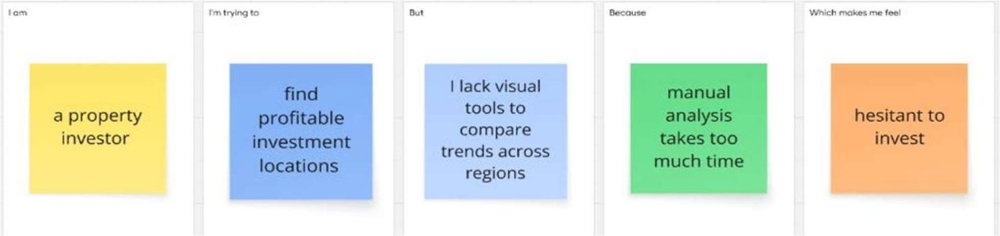 I am
a property
investor
I'm trying to
find
profitable
investment
locations
But
I lack visual
tools to
compare
trends across
regions
Because
manual
analysis
takes too
much time
Which makes me feel
hesitant to
invest